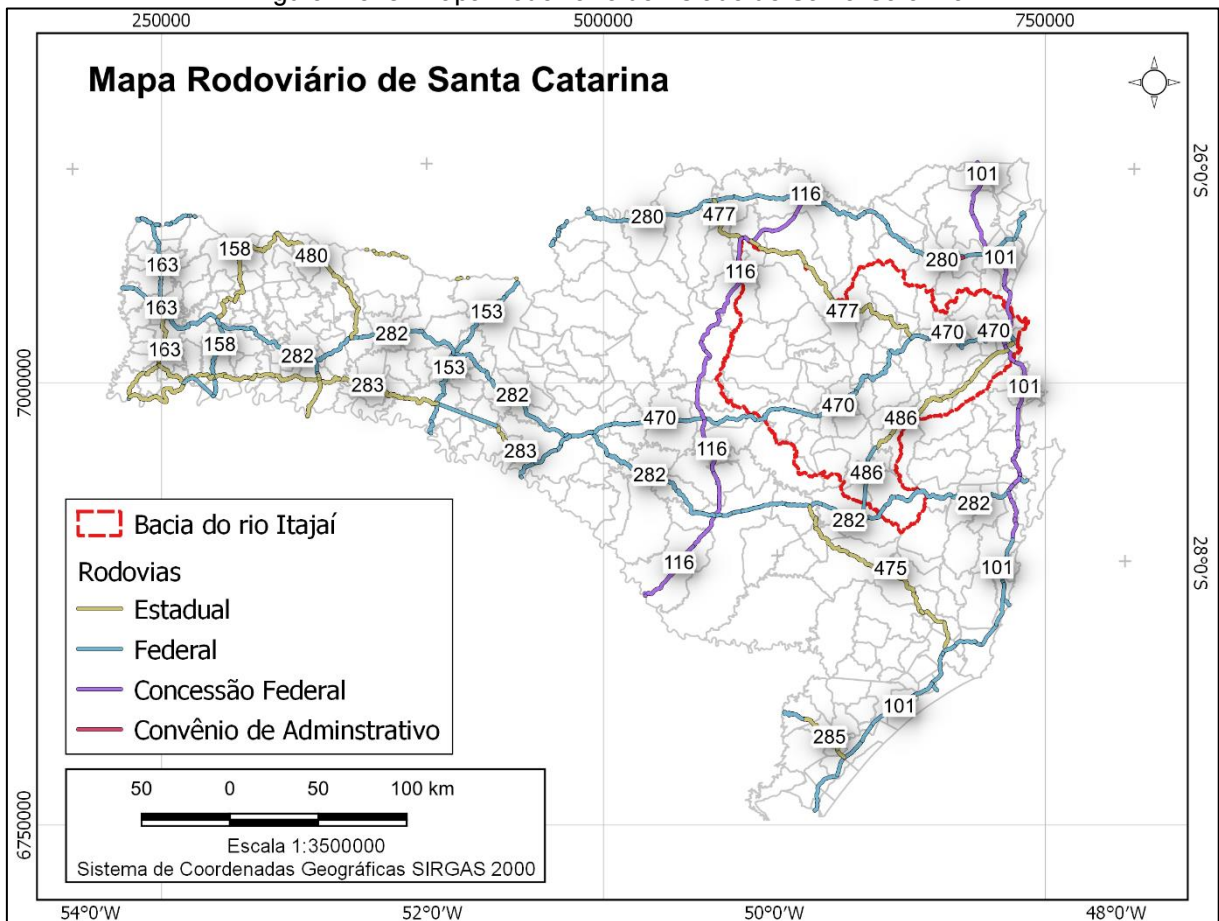 250000
500000
750000
Mapa Rodoviário de Santa Catarina
26°0'S
101
116
477
280
158
480
163
116
280
101
153
163
477
470
470
282
158
163
282
153
101
283
282
470
486
470
283
116
486
282
282
282
7000000
28°0'S
116
475
101
101
285
Bacia do rio Itajaí
Rodovias
Estadual
Federal
Concessão Federal
Convênio de Adminstrativo
50 0 50 100 km
Escala 1:3500000
Sistema de Coordenadas Geográficas SIRGAS 2000
6750000
54°0'W
52°0'W
50°0'W
48°0'W